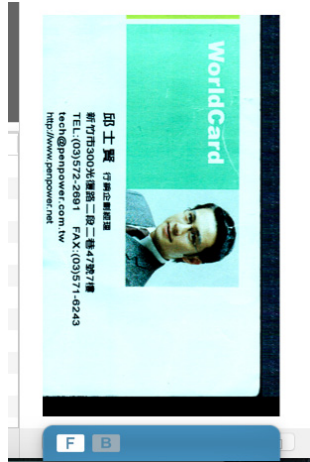 WorldCard
邱士賢 行銷企劃經理
新竹市300光復路二段二巷47號7樓
TEL:(03)572-2691 FAX:(03)571-6243
tech@penpower.com.tw
http://www.penpower.net
F B